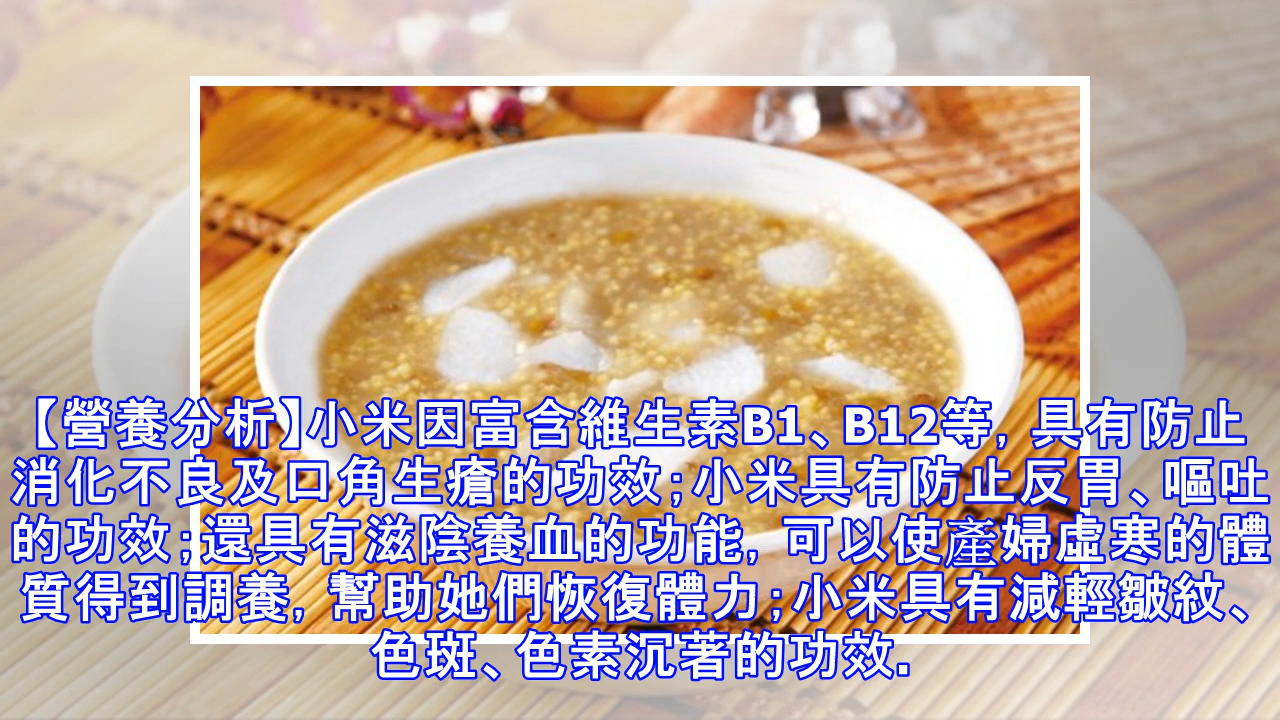 【營養分析】小米因富含維生素B1、B12等, 具有防止
消化不良及口角生瘡的功效;小米具有防止反胃、嘔吐
的功效;還具有滋陰養血的功能, 可以使產婦虛寒的體
質得到調養, 幫助她們恢復體力;小米具有減輕皺紋、
色斑、色素沉著的功效.